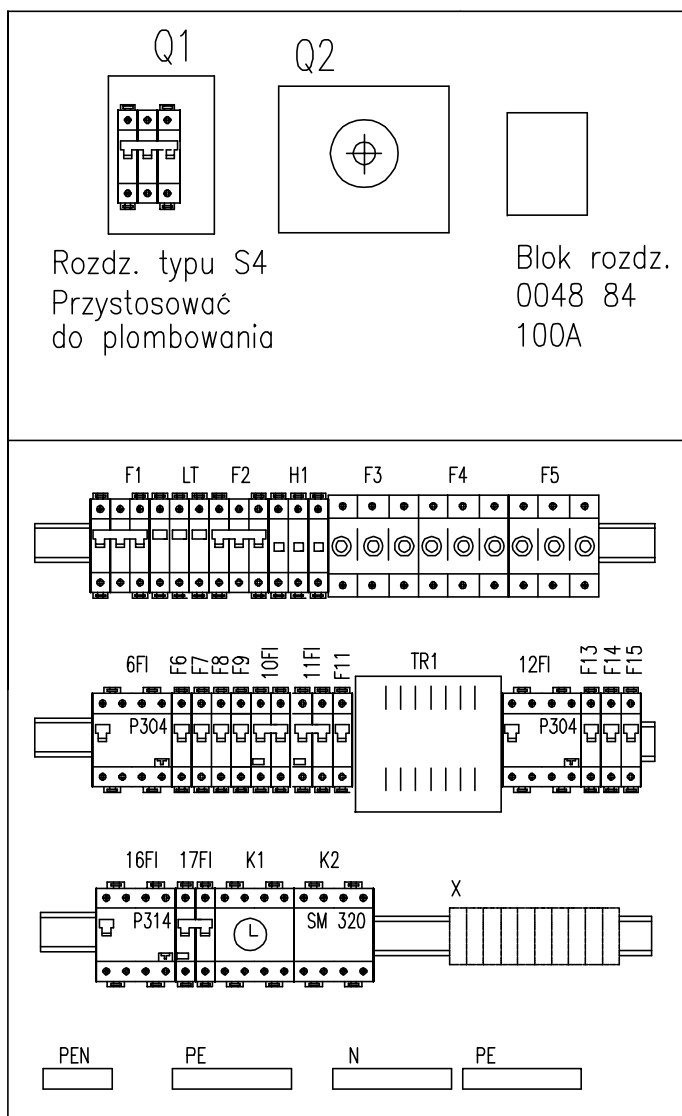 Q1 Q2
Rozdz. typu S4
Przystosować
do plombowania
Blok rozdz.
0048 84
100A
F1 LT F2 H1 F3 F4 F5
6FI F6 F7 F8 F9 10FI 11FI F11 TR1 12FI F13 F14 F15
P304 P304
16FI 17FI K1 K2 X
P314 SM 320
PEN PE N PE